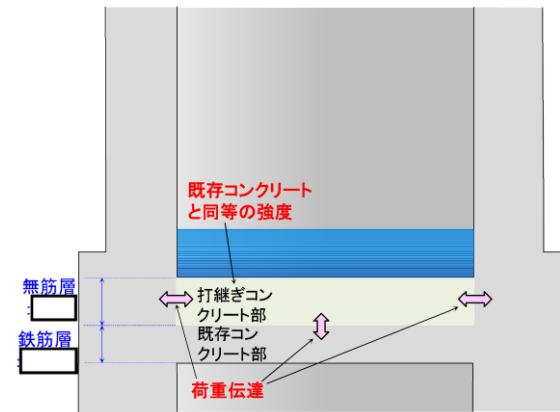 既存コンクリート
と同等の強度
無筋層
:
打継ぎコン
クリート部
鉄筋層
:
既存コン
クリート部
荷重伝達